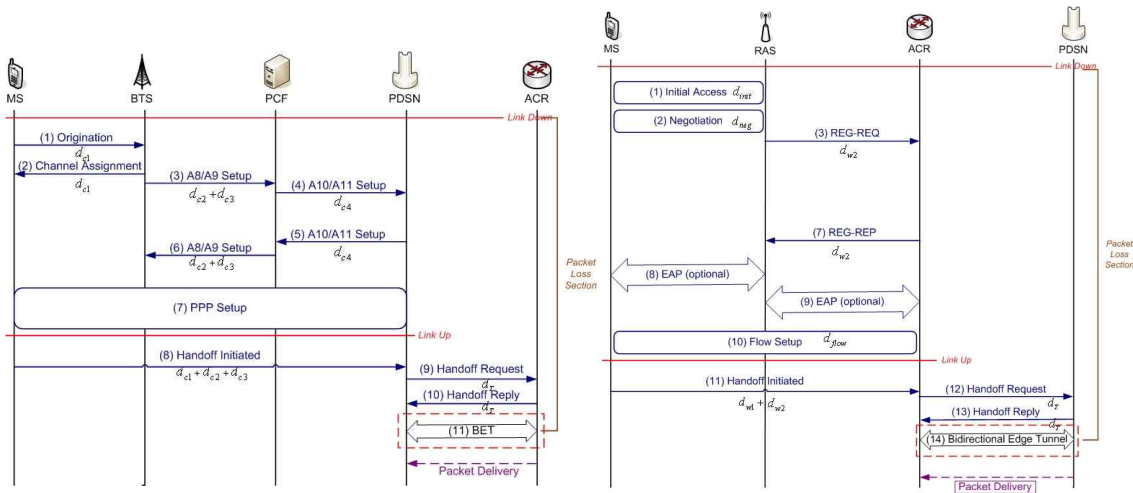 MS
BTS
PCF
PDSN
ACR
Link Down
(1) Origination
d_c1
(2) Channel Assignment
d_c1
(3) A8/A9 Setup
d_c2 + d_c3
(4) A10/A11 Setup
d_c4
(5) A10/A11 Setup
d_c4
(6) A8/A9 Setup
d_c2 + d_c3
Packet
Loss
Section
(7) PPP Setup
Link Up
(8) Handoff Initiated
d_c1 + d_c2 + d_c3
(9) Handoff Request
d_T
(10) Handoff Reply
d_T
(11) BET
Packet Delivery
MS
RAS
ACR
PDSN
Link Down
(1) Initial Access d_init
(2) Negotiation d_neg
(3) REG-REQ
d_w2
(7) REG-REP
d_w2
Packet
Loss
Section
(8) EAP (optional)
(9) EAP (optional)
(10) Flow Setup d_flow
Link Up
(11) Handoff Initiated
d_w1 + d_w2
(12) Handoff Request
d_T
(13) Handoff Reply
d_T
(14) Bidirectional Edge Tunnel
Packet Delivery